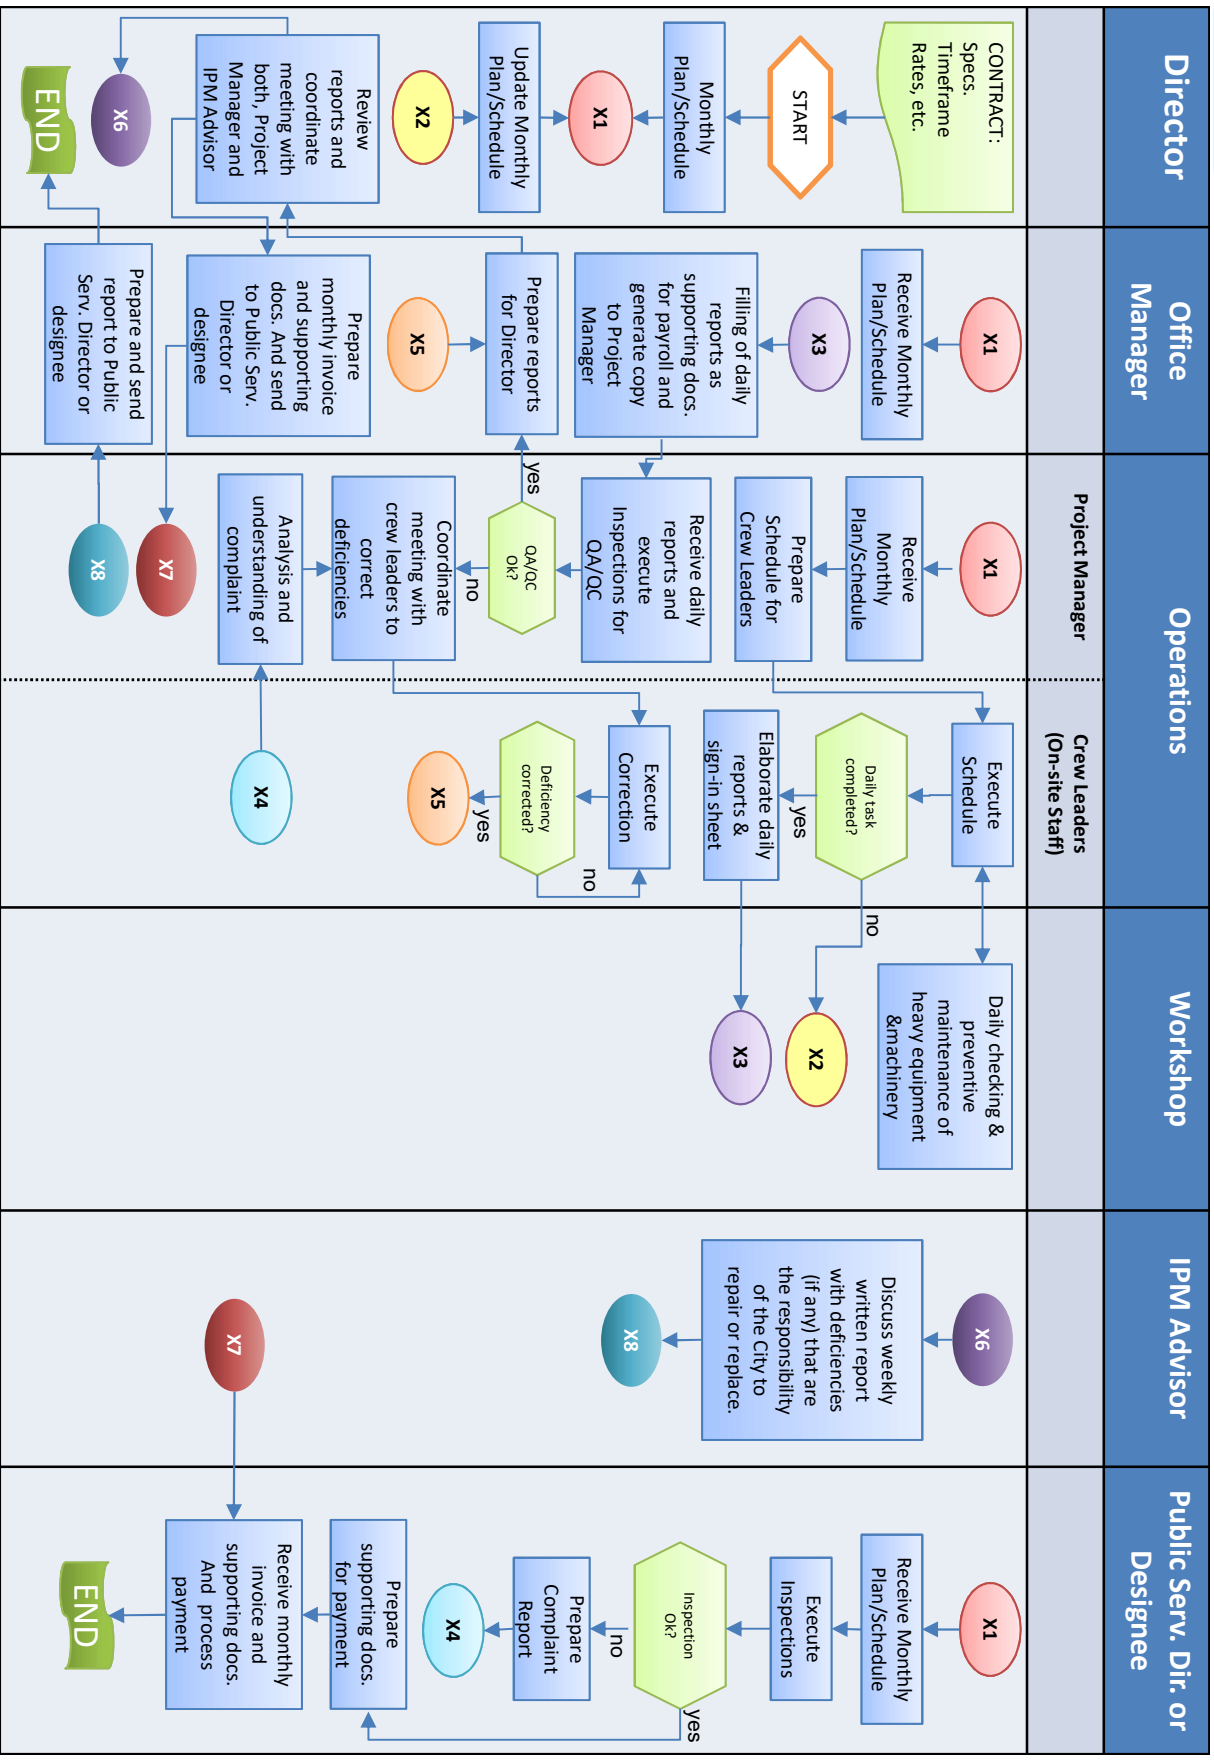 Director
Office
Manager
Operations
Workshop
IPM Advisor
Public Serv. Dir. or
Designee
Project Manager
Crew Leaders
(On-site Staff)
CONTRACT:
Specs.
Timeframe
Rates, etc.
START
Monthly
Plan/Schedule
X1
Update Monthly
Plan/Schedule
X2
Review
reports and
coordinate
meeting with
both, Project
Manager and
IPM Advisor
X6
END
X1
Receive Monthly
Plan/Schedule
X3
Filling of daily
reports as
supporting docs.
for payroll and
generate copy
to Project
Manager
Prepare reports
for Director
X5
Prepare
monthly invoice
and supporting
docs. And send
to Public Serv.
Director or
designee
Prepare and send
report to Public
Serv. Director or
designee
X1
Receive
Monthly
Plan/Schedule
Prepare
Schedule for
Crew Leaders
Receive daily
reports and
execute
Inspections for
QA/QC
QA/QC
Ok?
yes
no
Coordinate
meeting with
crew leaders to
correct
deficiencies
Analysis and
understanding of
complaint
X7
X8
Execute
Schedule
Daily task
completed?
yes
no
Elaborate daily
reports &
sign-in sheet
Execute
Correction
Deficiency
corrected?
no
yes
X5
X4
Daily checking &
preventive
maintenance of
heavy equipment
&machinery
X2
X3
X6
Discuss weekly
written report
with deficiencies
(if any) that are
the responsibility
of the City to
repair or replace.
X8
X7
X1
Receive Monthly
Plan/Schedule
Execute
Inspections
Inspection
Ok?
yes
no
Prepare
Complaint
Report
X4
Prepare
supporting docs.
for payment
Receive monthly
invoice and
supporting docs.
And process
payment
END